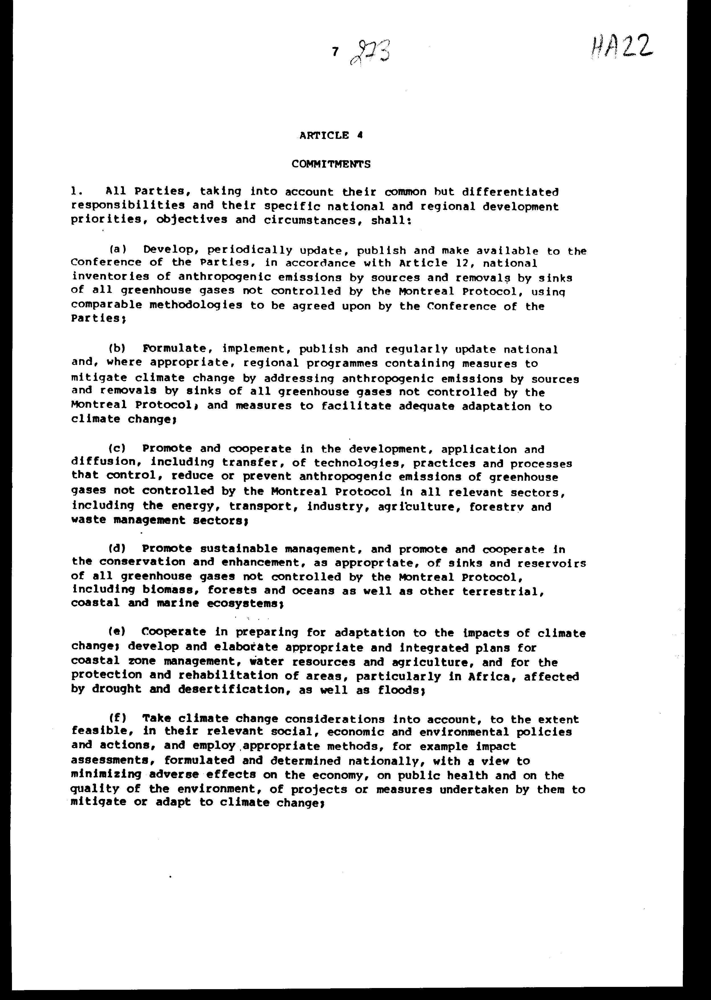 7 273
HA22
ARTICLE 4
COMMITMENTS
1. All Parties, taking into account their common but differentiated
responsibilities and their specific national and regional development
priorities, objectives and circumstances, shall:
(a) Develop, periodically update, publish and make available to the
Conference of the Parties, in accordance with Article 12, national
inventories of anthropogenic emissions by sources and removals by sinks
of all greenhouse gases not controlled by the Montreal Protocol, using
comparable methodologies to be agreed upon by the Conference of the
Parties;
(b) Formulate, implement, publish and regularly update national
and, where appropriate, regional programmes containing measures to
mitigate climate change by addressing anthropogenic emissions by sources
and removals by sinks of all greenhouse gases not controlled by the
Montreal Protocol, and measures to facilitate adequate adaptation to
climate change;
(c) Promote and cooperate in the development, application and
diffusion, including transfer, of technologies, practices and processes
that control, reduce or prevent anthropogenic emissions of greenhouse
gases not controlled by the Montreal Protocol in all relevant sectors,
including the energy, transport, industry, agriculture, forestry and
waste management sectors;
(d) Promote sustainable management, and promote and cooperate in
the conservation and enhancement, as appropriate, of sinks and reservoirs
of all greenhouse gases not controlled by the Montreal Protocol,
including biomass, forests and oceans as well as other terrestrial,
coastal and marine ecosystems;
(e) Cooperate in preparing for adaptation to the impacts of climate
change; develop and elaborate appropriate and integrated plans for
coastal zone management, water resources and agriculture, and for the
protection and rehabilitation of areas, particularly in Africa, affected
by drought and desertification, as well as floods;
(f) Take climate change considerations into account, to the extent
feasible, in their relevant social, economic and environmental policies
and actions, and employ appropriate methods, for example impact
assessments, formulated and determined nationally, with a view to
minimizing adverse effects on the economy, on public health and on the
quality of the environment, of projects or measures undertaken by them to
mitigate or adapt to climate change;